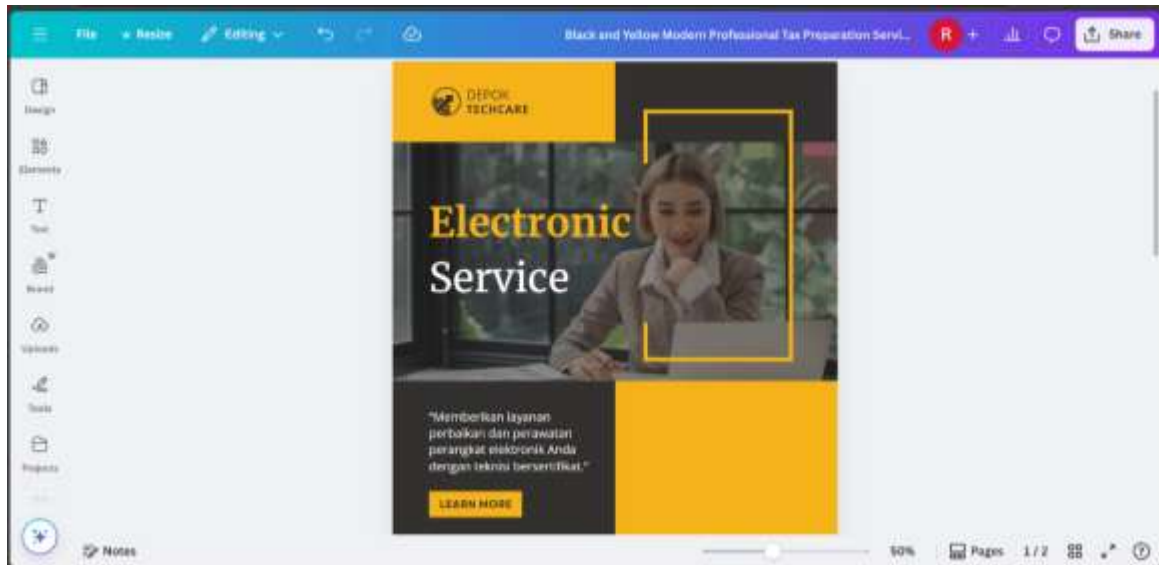 File Resize Editing Black and Yellow Modern Professional Tax Preparation Servi... R + Share
Design
Elements
Text
Brand
Uploads
Tools
Projects
DEPOK
TECHCARE
Electronic
Service
"Memberikan layanan
perbaikan dan perawatan
perangkat elektronik Anda
dengan teknisi bersertifikat."
LEARN MORE
Notes 50% Pages 1 / 2